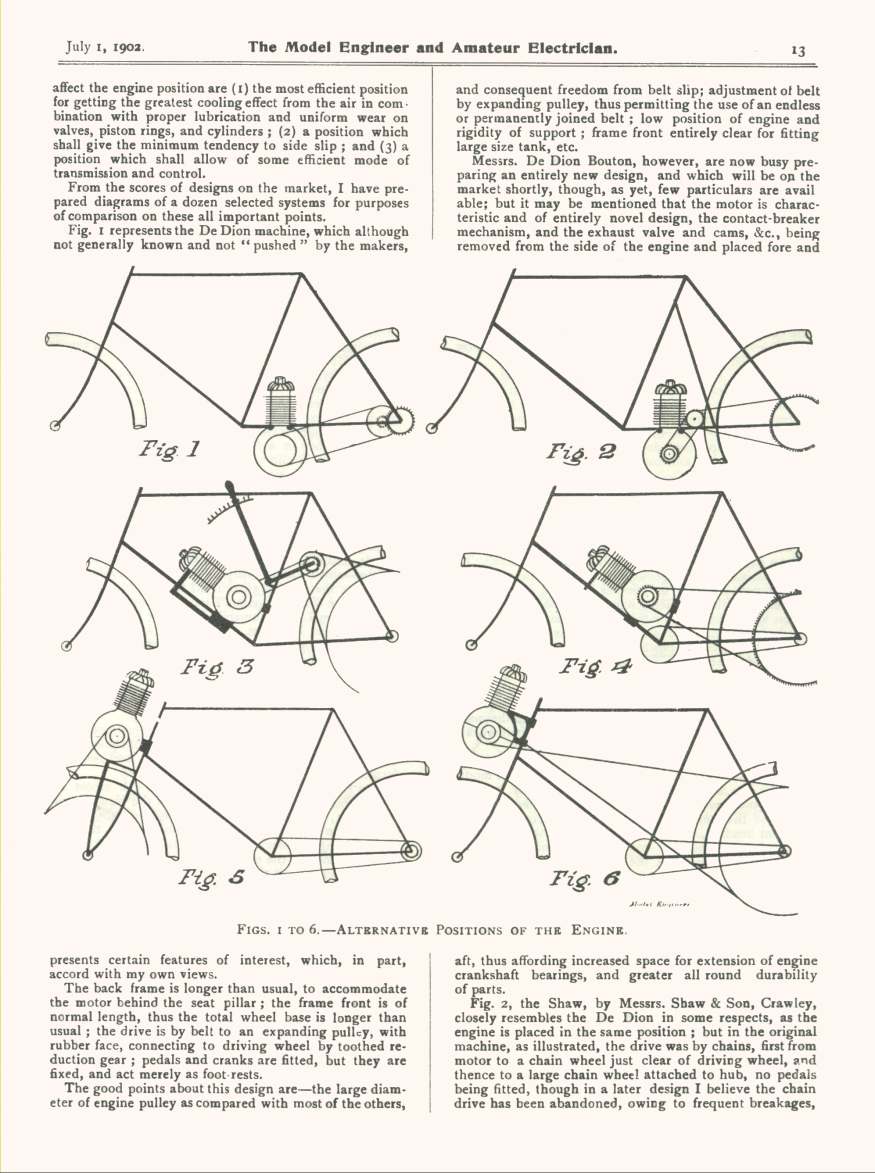 July 1, 1902.
The Model Engineer and Amateur Electrician.
13
affect the engine position are (1) the most efficient position
for getting the greatest cooling effect from the air in com-
bination with proper lubrication and uniform wear on
valves, piston rings, and cylinders ; (2) a position which
shall give the minimum tendency to side slip ; and (3) a
position which shall allow of some efficient mode of
transmission and control.
From the scores of designs on the market, I have pre-
pared diagrams of a dozen selected systems for purposes
of comparison on these all important points.
Fig. 1 represents the De Dion machine, which although
not generally known and not " pushed " by the makers,
and consequent freedom from belt slip; adjustment of belt
by expanding pulley, thus permitting the use of an endless
or permanently joined belt ; low position of engine and
rigidity of support ; frame front entirely clear for fitting
large size tank, etc.
Messrs. De Dion Bouton, however, are now busy pre-
paring an entirely new design, and which will be on the
market shortly, though, as yet, few particulars are avail
able; but it may be mentioned that the motor is charac-
teristic and of entirely novel design, the contact-breaker
mechanism, and the exhaust valve and cams, &c., being
removed from the side of the engine and placed fore and
Fig. 1
Fig. 2
Fig. 3
Fig. 4
Fig. 5
Fig. 6
Model Engineer
FIGS. 1 TO 6.—ALTERNATIVE POSITIONS OF THE ENGINE.
presents certain features of interest, which, in part,
accord with my own views.
The back frame is longer than usual, to accommodate
the motor behind the seat pillar ; the frame front is of
normal length, thus the total wheel base is longer than
usual ; the drive is by belt to an expanding pulley, with
rubber face, connecting to driving wheel by toothed re-
duction gear ; pedals and cranks are fitted, but they are
fixed, and act merely as foot-rests.
The good points about this design are—the large diam-
eter of engine pulley as compared with most of the others,
aft, thus affording increased space for extension of engine
crankshaft bearings, and greater all round durability
of parts.
Fig. 2, the Shaw, by Messrs. Shaw & Son, Crawley,
closely resembles the De Dion in some respects, as the
engine is placed in the same position ; but in the original
machine, as illustrated, the drive was by chains, first from
motor to a chain wheel just clear of driving wheel, and
thence to a large chain wheel attached to hub, no pedals
being fitted, though in a later design I believe the chain
drive has been abandoned, owing to frequent breakages,